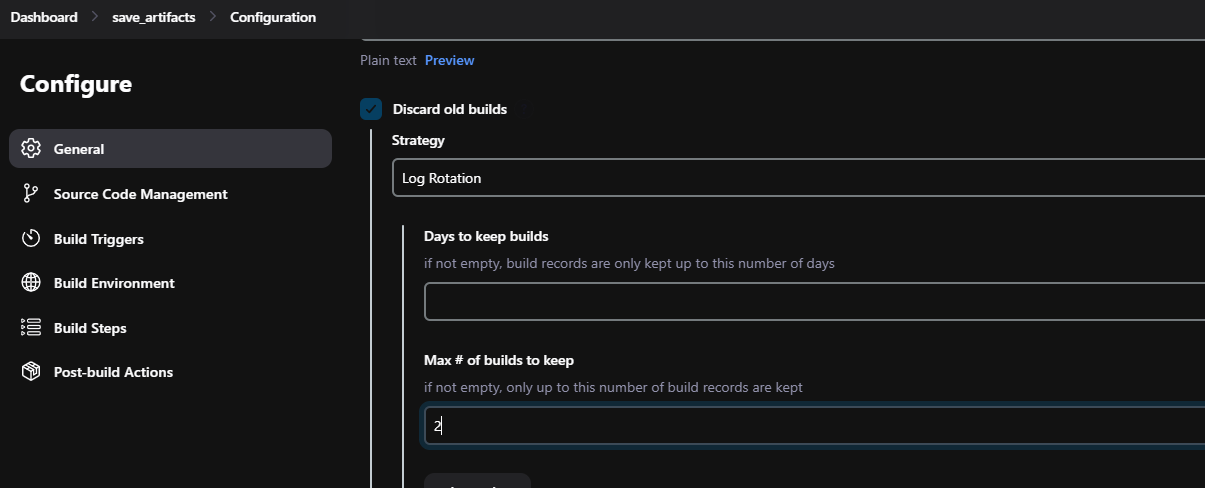 Dashboard > save_artifacts > Configuration
Configure
General
Source Code Management
Build Triggers
Build Environment
Build Steps
Post-build Actions
Plain text Preview
Discard old builds
Strategy
Log Rotation
Days to keep builds
if not empty, build records are only kept up to this number of days
Max # of builds to keep
if not empty, only up to this number of build records are kept
2